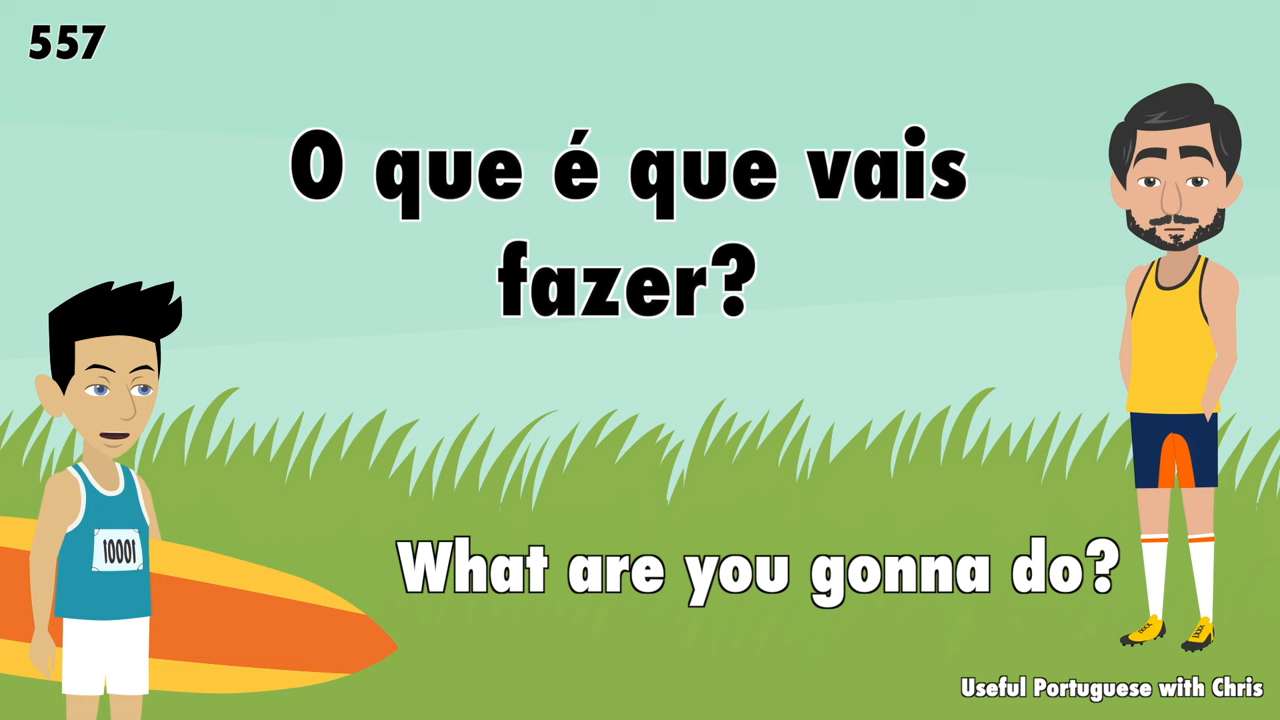 557
O que é que vais
fazer?
10001
What are you gonna do?
Useful Portuguese with Chris